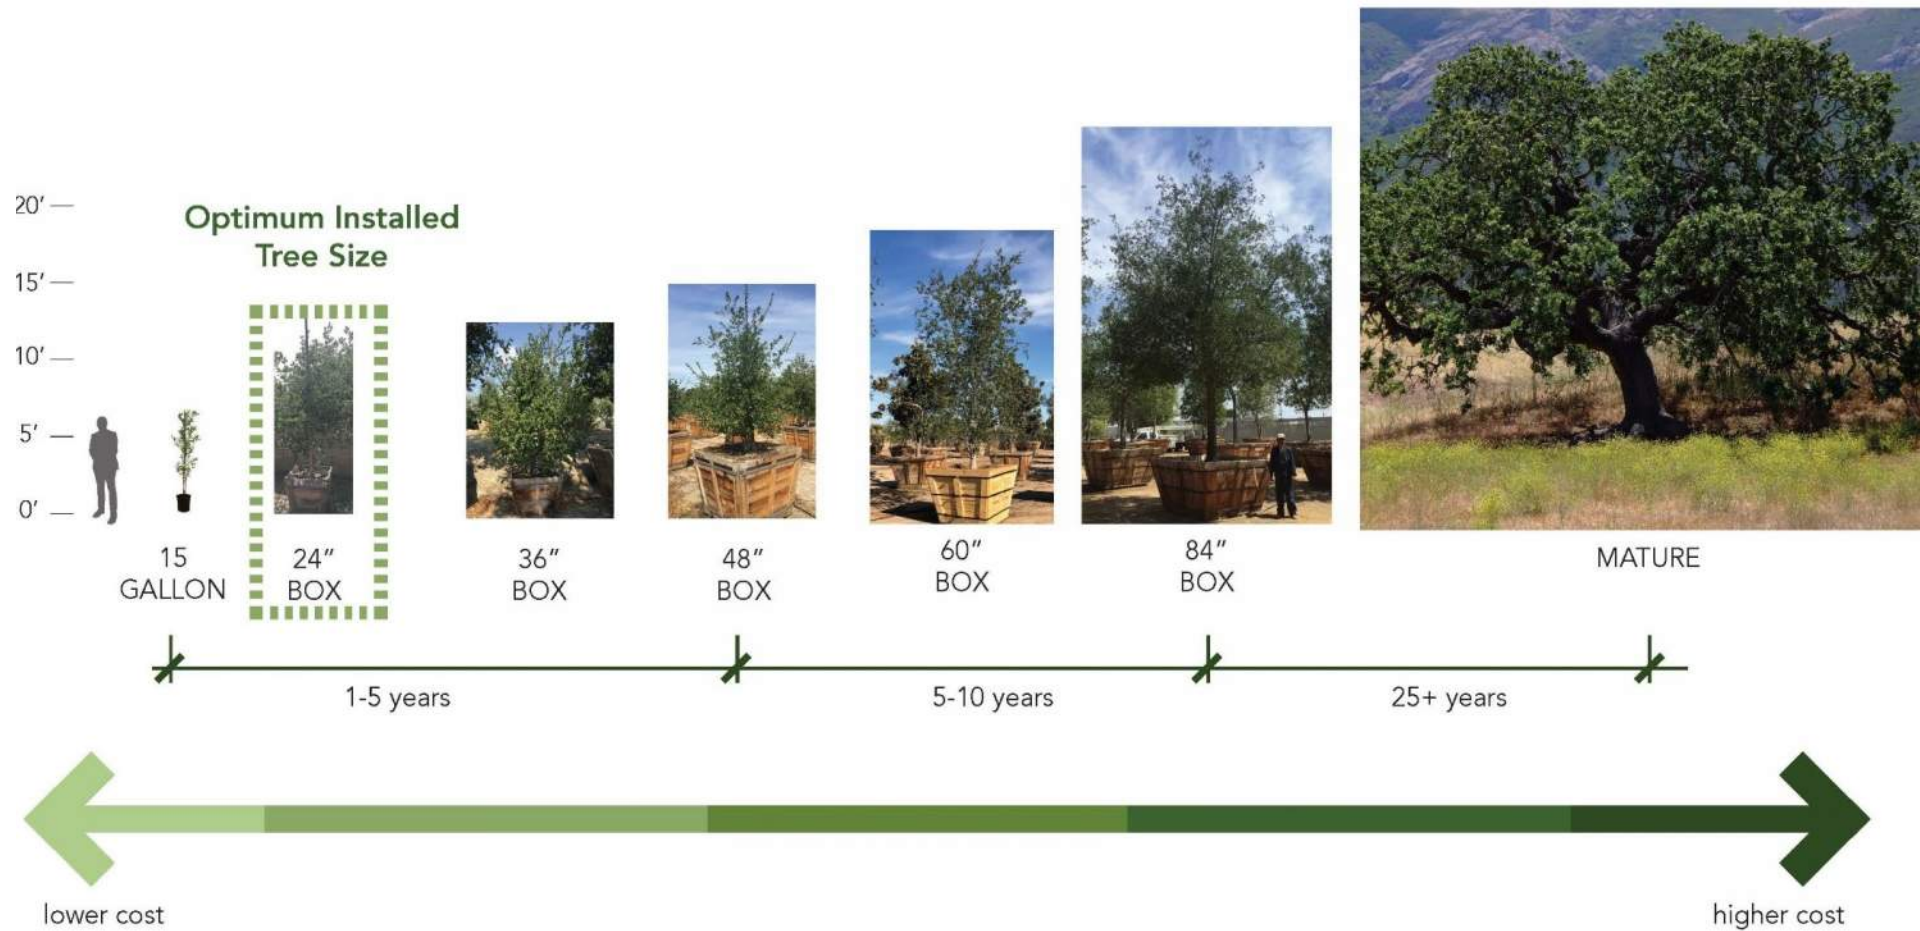 20’
15’
10’
5’
0’
Optimum Installed
Tree Size
15
GALLON
24”
BOX
36”
BOX
48”
BOX
60”
BOX
84”
BOX
MATURE
1-5 years
5-10 years
25+ years
lower cost
higher cost